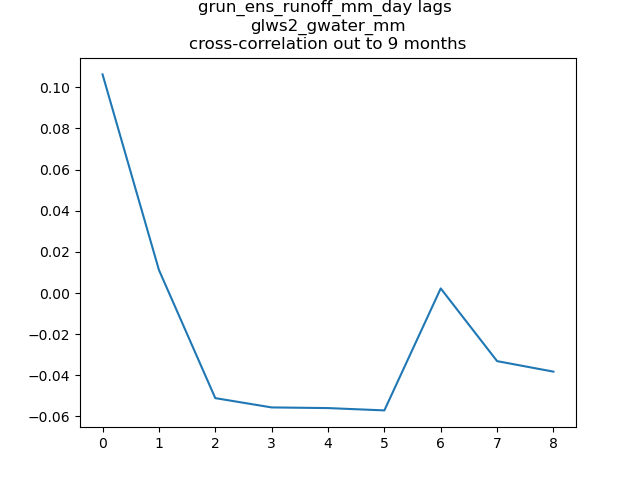 grun_ens_runoff_mm_day lags
glws2_gwater_mm
cross-correlation out to 9 months
0.10
0.08
0.06
0.04
0.02
0.00
−0.02
−0.04
−0.06
0 1 2 3 4 5 6 7 8